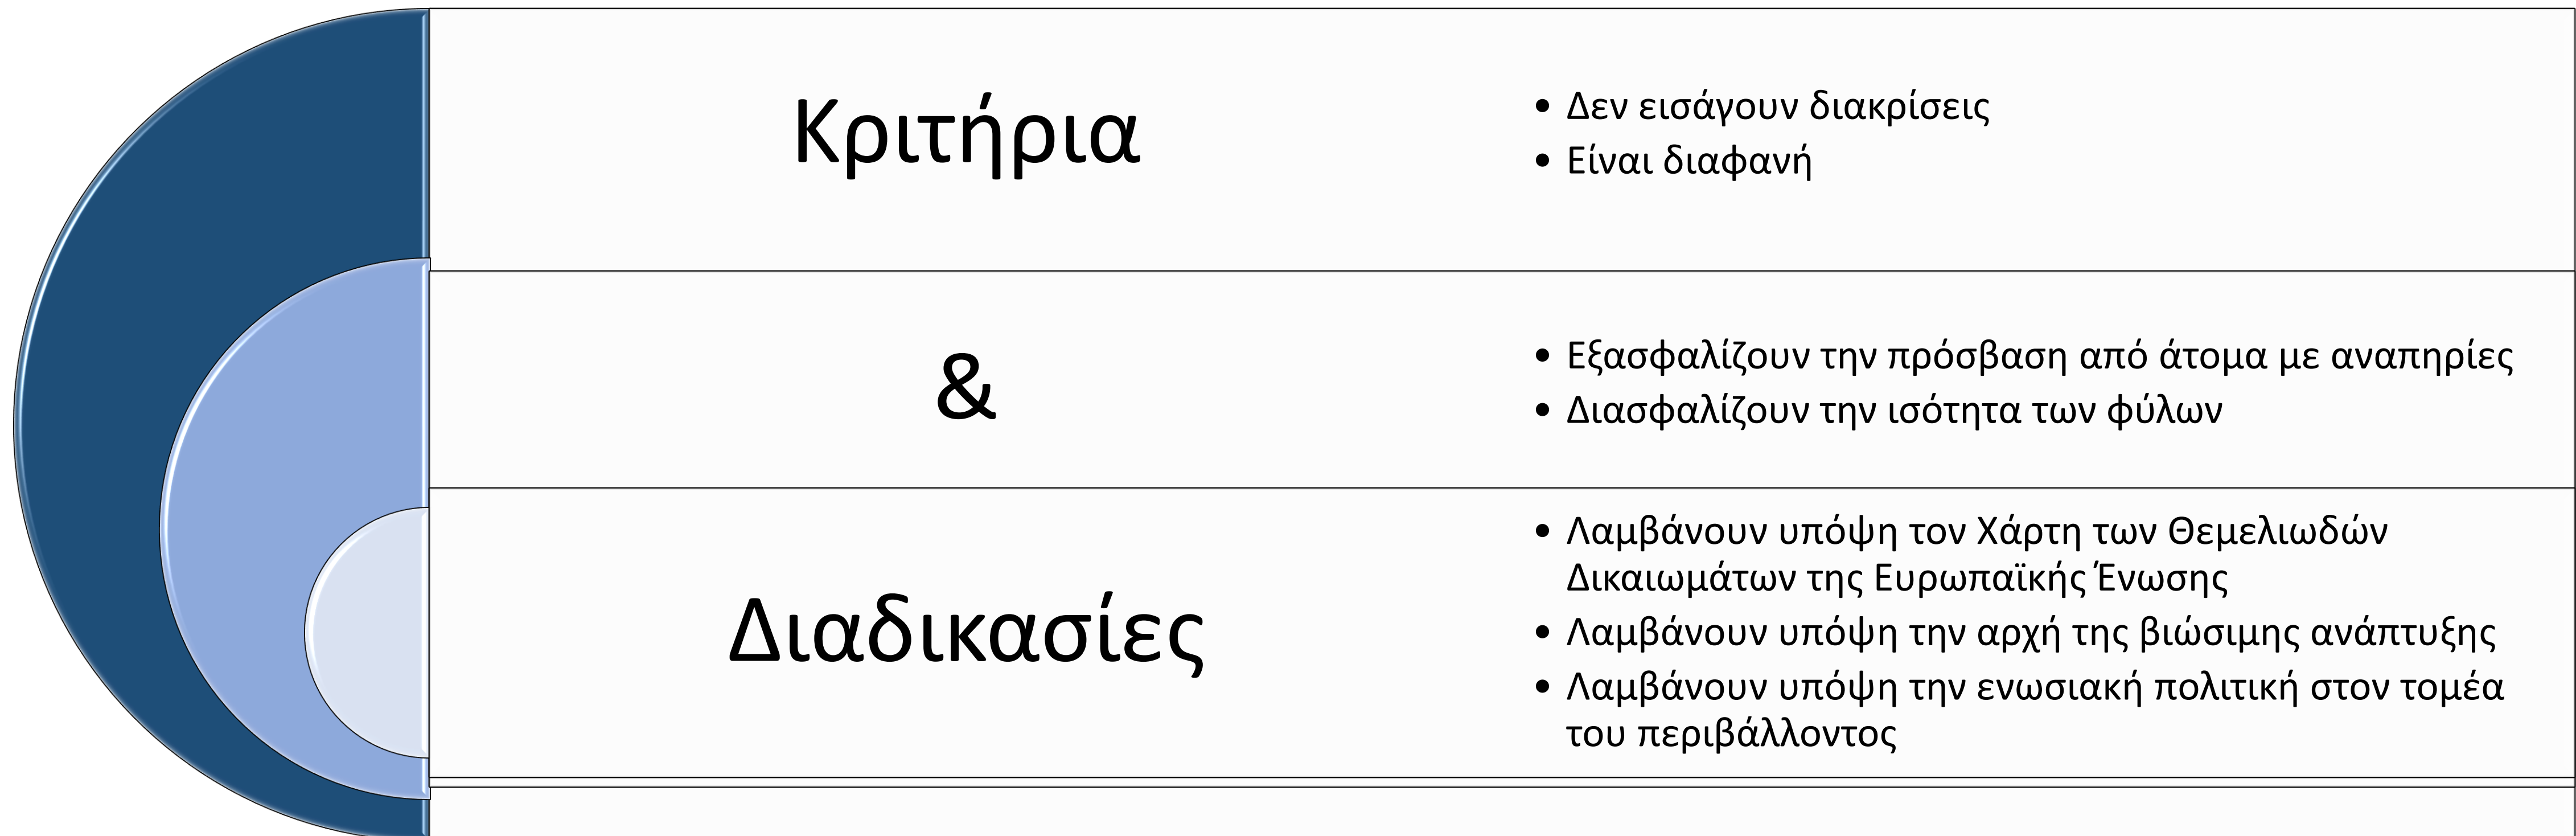 Κριτήρια
• Δεν εισάγουν διακρίσεις
• Είναι διαφανή
&
• Εξασφαλίζουν την πρόσβαση από άτομα με αναπηρίες
• Διασφαλίζουν την ισότητα των φύλων
Διαδικασίες
• Λαμβάνουν υπόψη τον Χάρτη των Θεμελιωδών
Δικαιωμάτων της Ευρωπαϊκής Ένωσης
• Λαμβάνουν υπόψη την αρχή της βιώσιμης ανάπτυξης
• Λαμβάνουν υπόψη την ενωσιακή πολιτική στον τομέα
του περιβάλλοντος